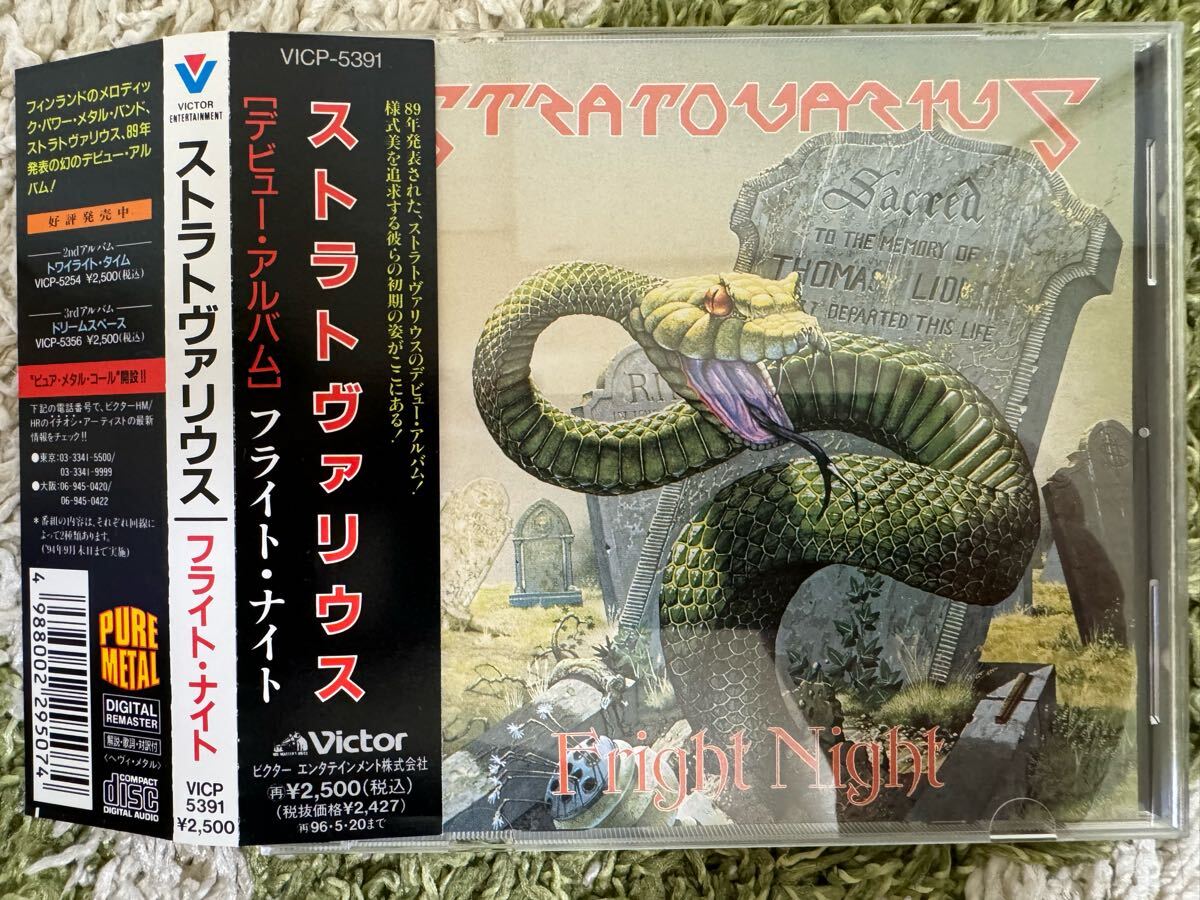 フィンランドのメロディッ
ク・パワー・メタル・バンド、
ストラトヴァリウス、89年
発表の幻のデビュー・アル
バム!
好評発売中
2ndアルバム
トワイライト・タイム
VICP-5254 ¥2,500(税込)
3rdアルバム
ドリームスペース
VICP-5356 ¥2,500(税込)
"ピュア・メタル・コール"開設!!
下記の電話番号で、ビクターHM/
HRのイチオシ・アーティストの最新
情報をチェック!!
●東京:03-3341-5500/
03-3341-9999
●大阪:06-945-0420/
06-945-0422
*番組の内容は、それぞれ回線に
よって2種類あります。
('94年9月末日まで実施)
4 988002 295074
PURE
METAL
DIGITAL
REMASTER
解説・歌詞・対訳付
〈ヘヴィ・メタル〉
COMPACT
disc
DIGITAL AUDIO
VICTOR
ENTERTAINMENT
ストラトヴァリウス
フライト・ナイト
VICP
5391
¥2,500
VICP-5391
89年発表された、ストラトヴァリウスのデビュー・アルバム!
様式美を追求する彼らの初期の姿がここにある!
ストラトヴァリウス
[デビュー・アルバム]フライト・ナイト
Victor
ビクター エンタテインメント株式会社
再¥2,500(税込)
(税抜価格¥2,427)
再96・5・20まで
STRATOVARIUS
Sacred
TO THE MEMORY OF
THOMAS
DEPARTED THIS LIFE
R.I.
Fright Night